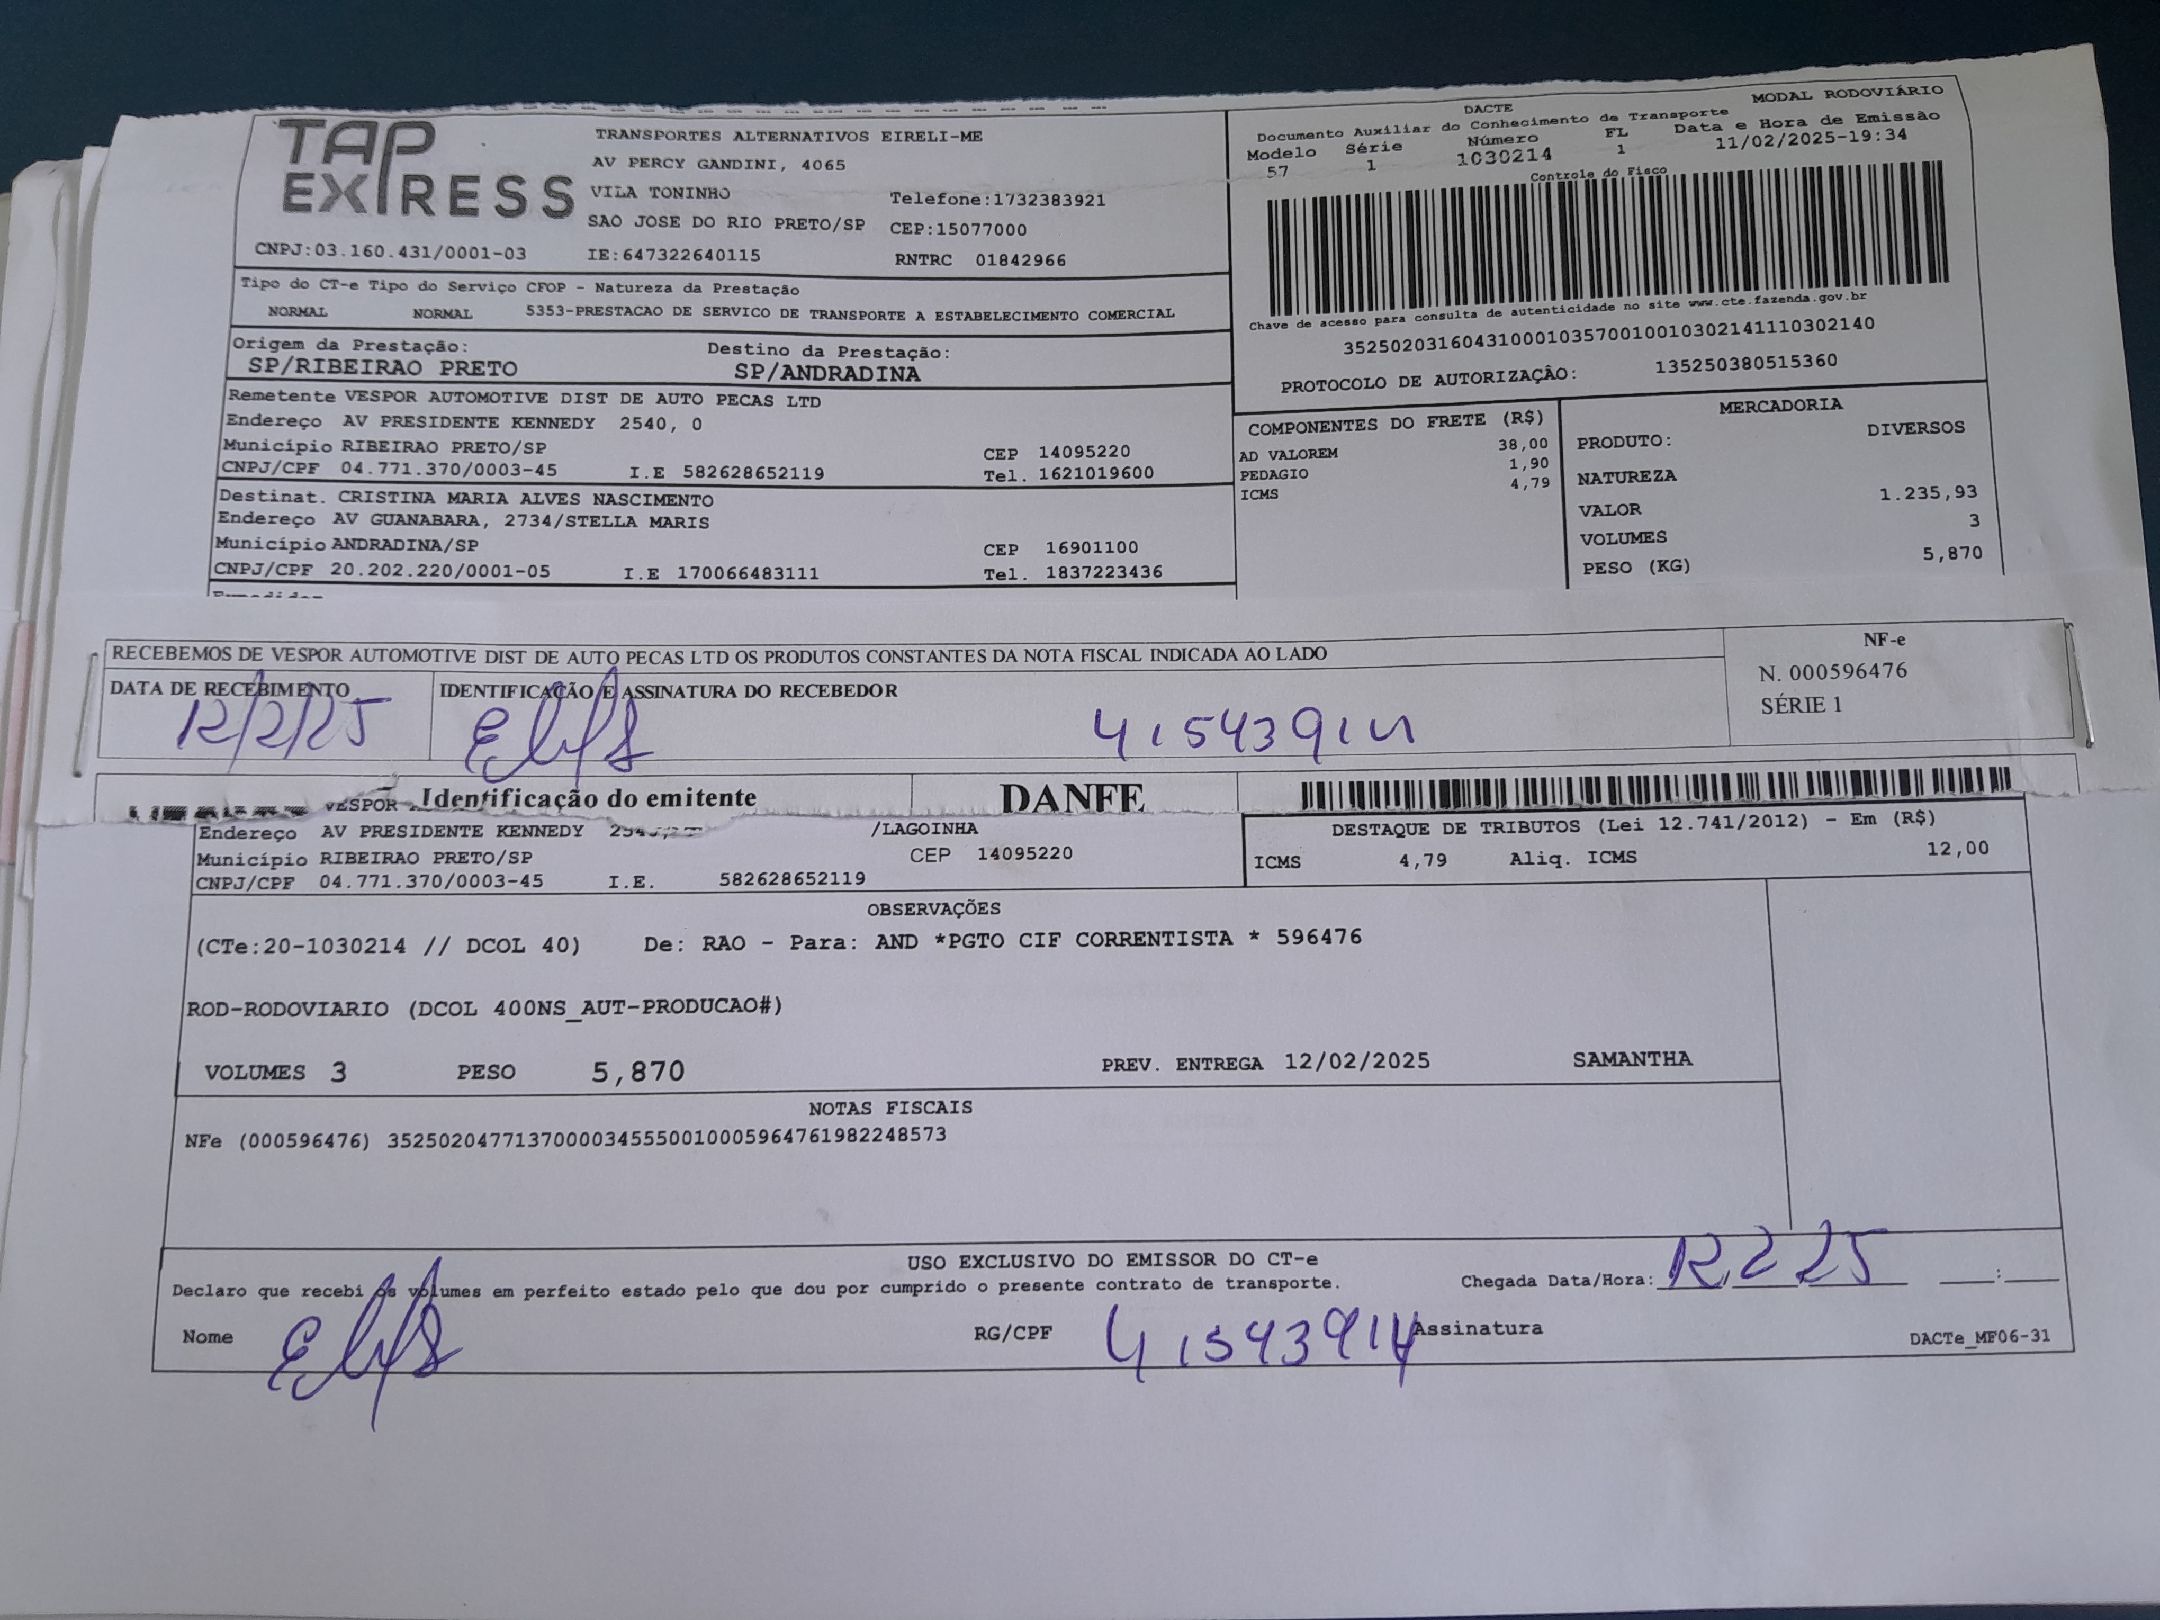 TAP EXPRESS
TRANSPORTES ALTERNATIVOS EIRELI-ME
AV PERCY GANDINI, 4065
VILA TONINHO
Telefone:1732383921
SAO JOSE DO RIO PRETO/SP CEP:15077000
CNPJ:03.160.431/0001-03 IE:647322640115 RNTRC 01842966
DACTE MODAL RODOVIÁRIO
Documento Auxiliar do Conhecimento de Transporte
Modelo Série Número FL Data e Hora de Emissão
57 1 1030214 1 11/02/2025-19:34
Controle do Fisco
Chave de acesso para consulta de autenticidade no site www.cte.fazenda.gov.br
35250203160431000103570010010302141110302140
PROTOCOLO DE AUTORIZAÇÃO: 135250380515360
Tipo do CT-e Tipo do Serviço CFOP - Natureza da Prestação
NORMAL NORMAL 5353-PRESTACAO DE SERVICO DE TRANSPORTE A ESTABELECIMENTO COMERCIAL
Origem da Prestação: Destino da Prestação:
SP/RIBEIRAO PRETO SP/ANDRADINA
Remetente VESPOR AUTOMOTIVE DIST DE AUTO PECAS LTD
Endereço AV PRESIDENTE KENNEDY 2540, 0
Município RIBEIRAO PRETO/SP CEP 14095220
CNPJ/CPF 04.771.370/0003-45 I.E 582628652119 Tel. 1621019600
Destinat. CRISTINA MARIA ALVES NASCIMENTO
Endereço AV GUANABARA, 2734/STELLA MARIS
Município ANDRADINA/SP CEP 16901100
CNPJ/CPF 20.202.220/0001-05 I.E 170066483111 Tel. 1837223436
COMPONENTES DO FRETE (R$)
AD VALOREM 38,00
PEDAGIO 1,90
ICMS 4,79
MERCADORIA
PRODUTO: DIVERSOS
NATUREZA
VALOR 1.235,93
VOLUMES 3
PESO (KG) 5,870
RECEBEMOS DE VESPOR AUTOMOTIVE DIST DE AUTO PECAS LTD OS PRODUTOS CONSTANTES DA NOTA FISCAL INDICADA AO LADO
NF-e
N. 000596476
SÉRIE 1
DATA DE RECEBIMENTO IDENTIFICAÇÃO E ASSINATURA DO RECEBEDOR
12/2/25 41543914
VESPOR Identificação do emitente DANFE
Endereço AV PRESIDENTE KENNEDY /LAGOINHA
Município RIBEIRAO PRETO/SP CEP 14095220
CNPJ/CPF 04.771.370/0003-45 I.E. 582628652119
DESTAQUE DE TRIBUTOS (Lei 12.741/2012) - Em (R$)
ICMS 4,79 Aliq. ICMS 12,00
OBSERVAÇÕES
(CTe:20-1030214 // DCOL 40) De: RAO - Para: AND *PGTO CIF CORRENTISTA * 596476
ROD-RODOVIARIO (DCOL 400NS_AUT-PRODUCAO#)
VOLUMES 3 PESO 5,870 PREV. ENTREGA 12/02/2025 SAMANTHA
NOTAS FISCAIS
NFe (000596476) 35250204771370000345550010005964761982248573
USO EXCLUSIVO DO EMISSOR DO CT-e
Declaro que recebi os volumes em perfeito estado pelo que dou por cumprido o presente contrato de transporte. Chegada Data/Hora: 12 2 25 :
Nome RG/CPF 41543914 Assinatura
DACTe_MF06-31